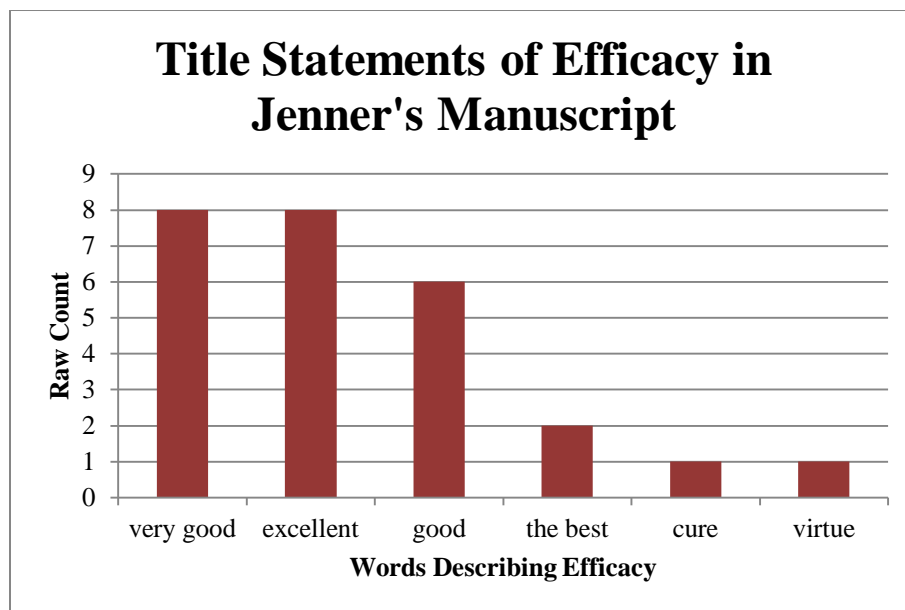 Title Statements of Efficacy in
Jenner's Manuscript
9
8
7
6
5
4
3
2
1
0
Raw Count
very good excellent good the best cure virtue
Words Describing Efficacy